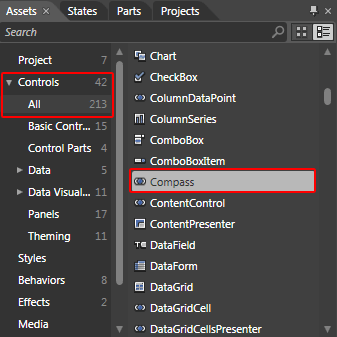 Assets States Parts Projects
Search
Project 7
Controls 42
All 213
Basic Contr... 15
Control Parts 4
Data 5
Data Visual... 11
Panels 17
Theming 11
Styles
Behaviors 8
Effects 2
Media
Chart
CheckBox
ColumnDataPoint
ColumnSeries
ComboBox
ComboBoxItem
Compass
ContentControl
ContentPresenter
DataField
DataForm
DataGrid
DataGridCell
DataGridCellsPresenter